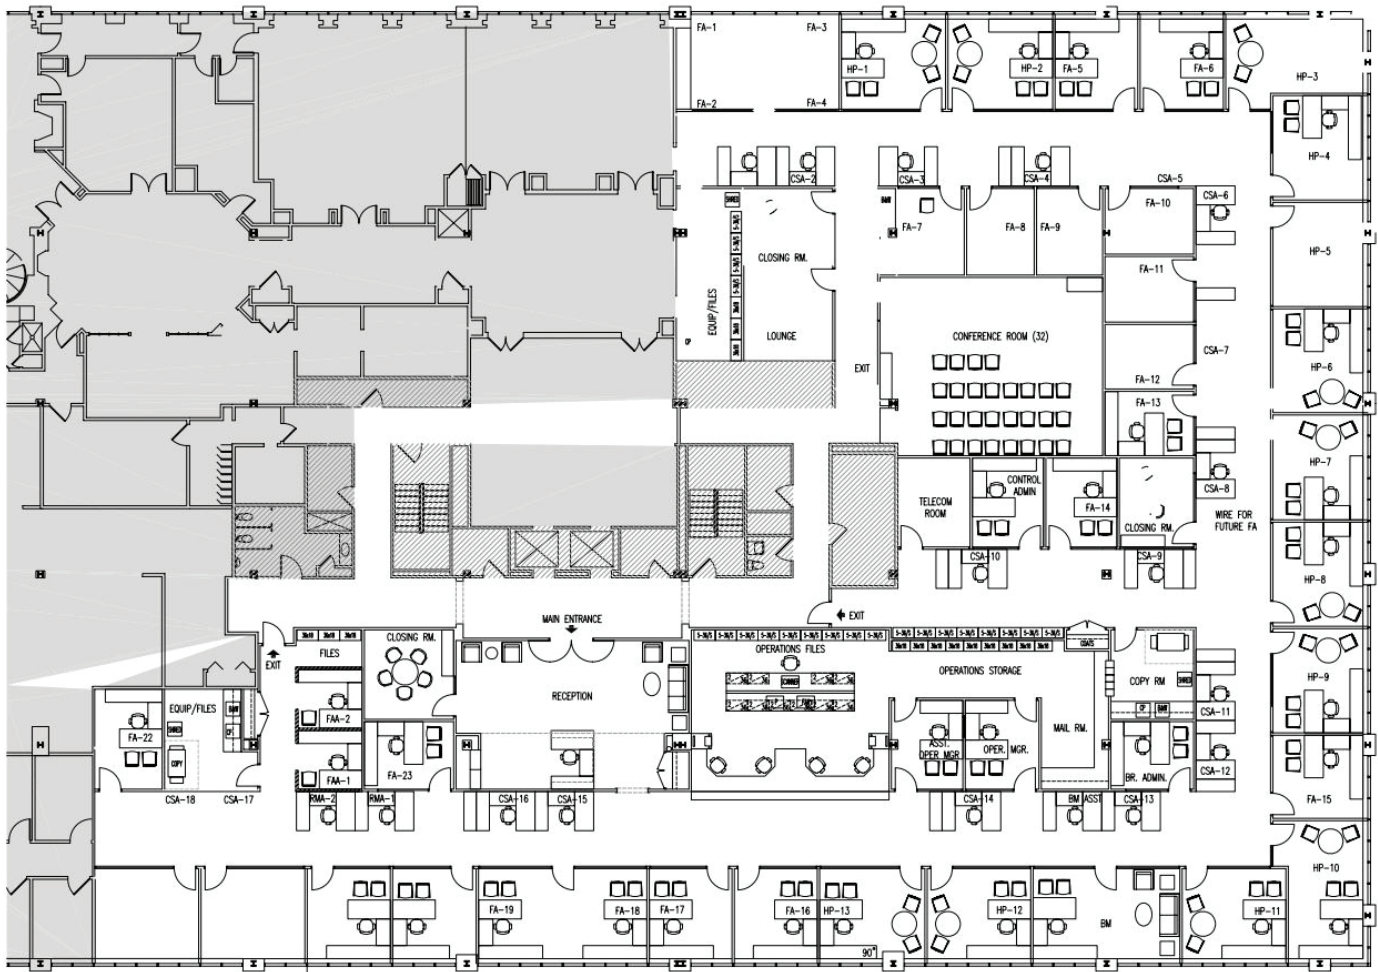 FA-1
FA-3
FA-2
FA-4
HP-1
HP-2
FA-5
FA-6
HP-3
HP-4
CSA-2
CSA-3
CSA-4
CSA-5
CSA-6
SHRED
FA-7
FA-8
FA-9
FA-10
CLOSING RM.
HP-5
FA-11
EQUIP/FILES
CP
LOUNGE
CONFERENCE ROOM (32)
CSA-7
EXIT
HP-6
FA-12
FA-13
HP-7
CONTROL
ADMIN
TELECOM
ROOM
FA-14
CLOSING RM.
CSA-8
WIRE FOR
FUTURE FA
CSA-10
CSA-9
HP-8
MAIN ENTRANCE
EXIT
CLOSING RM.
FILES
EXIT
OPERATIONS FILES
OPERATIONS STORAGE
COATS
COPY RM
SHRED
HP-9
RECEPTION
EQUIP/FILES
FAA-2
CSA-11
SHRED
CP
COPY
FA-22
MAIL RM.
ASST.
OPER MGR.
OPER. MGR.
BR. ADMIN.
CSA-12
FAA-1
FA-23
CSA-18
CSA-17
RMA-2
RMA-1
CSA-16
CSA-15
CSA-14
BM ASST
CSA-13
FA-15
HP-10
FA-19
FA-18
FA-17
FA-16
HP-13
HP-12
BM
HP-11
90"